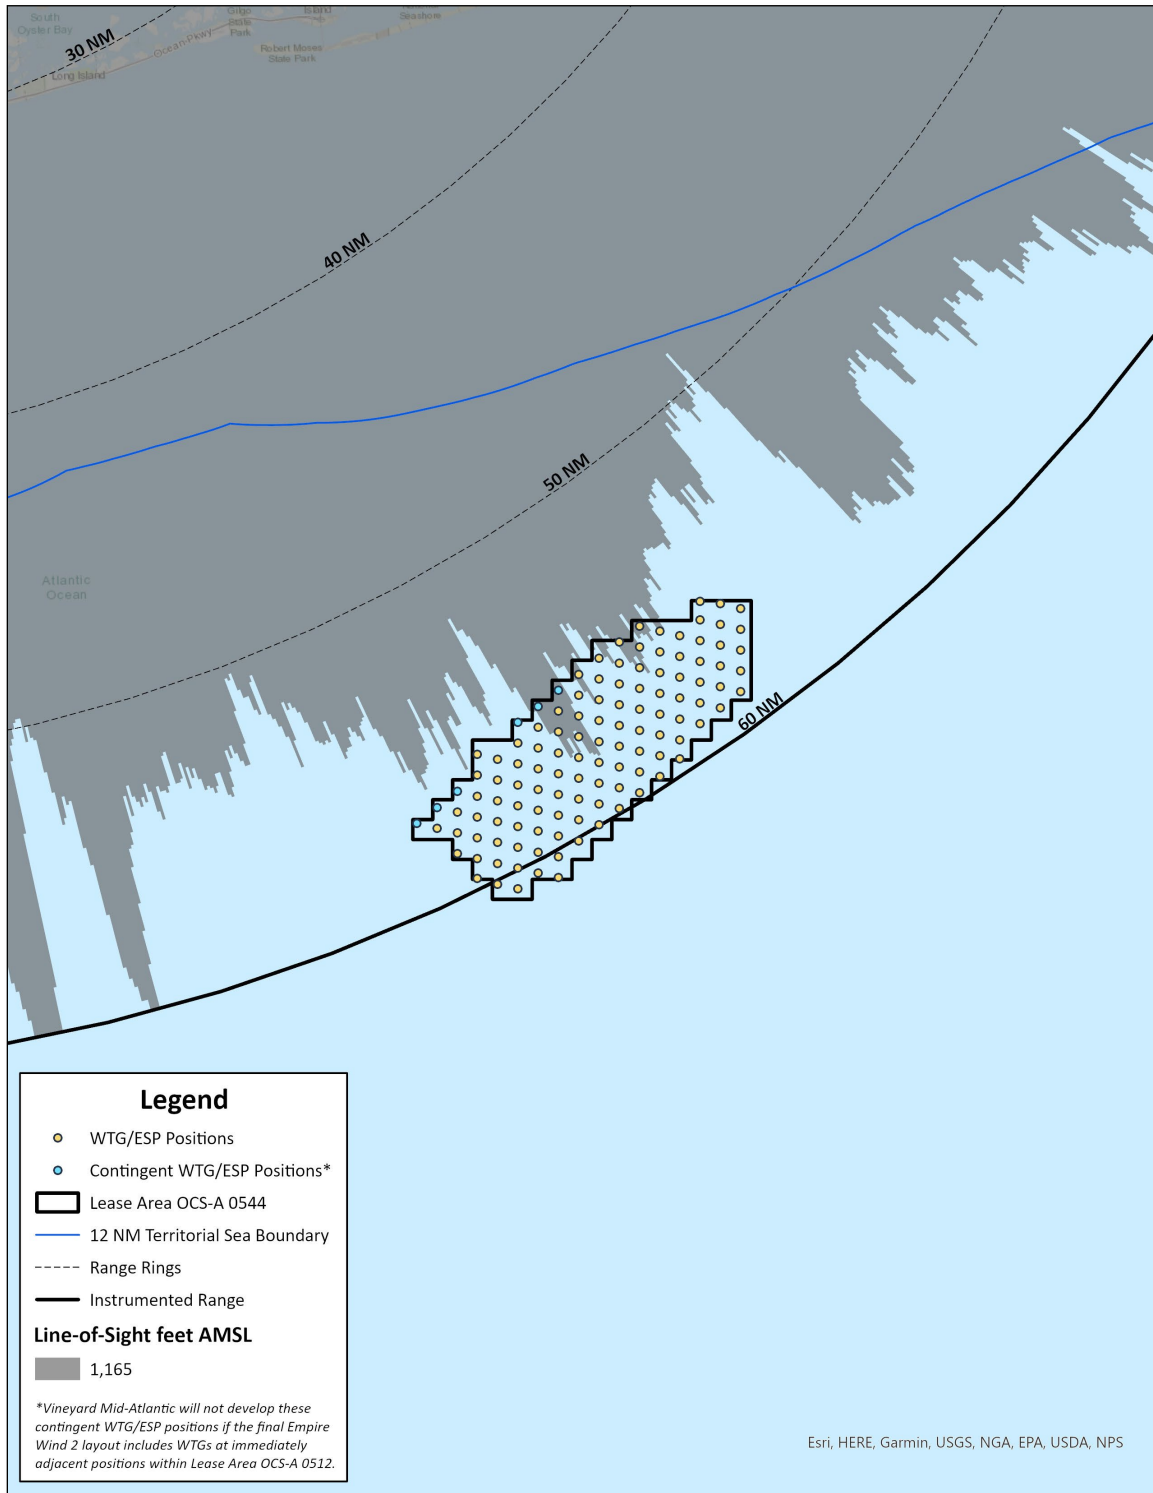 South
Oyster Bay
Gilgo
State
Park
Island
Seashore
30 NM
Ocean Pkwy
Robert Moses
State Park
Long Island
40 NM
50 NM
Atlantic
Ocean
60 NM
Legend
WTG/ESP Positions
Contingent WTG/ESP Positions*
Lease Area OCS-A 0544
12 NM Territorial Sea Boundary
Range Rings
Instrumented Range
Line-of-Sight feet AMSL
1,165
*Vineyard Mid-Atlantic will not develop these
contingent WTG/ESP positions if the final Empire
Wind 2 layout includes WTGs at immediately
adjacent positions within Lease Area OCS-A 0512.
Esri, HERE, Garmin, USGS, NGA, EPA, USDA, NPS